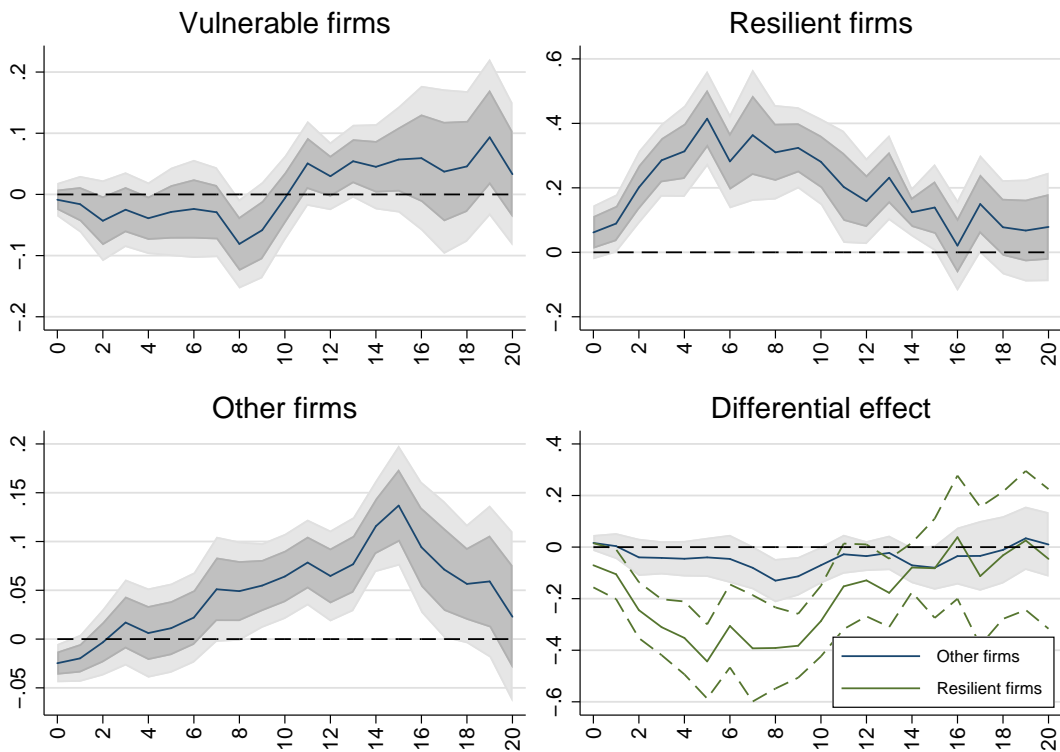 Vulnerable firms
.2
.1
0
-.1
-.2
0 2 4 6 8 10 12 14 16 18 20
Resilient firms
.6
.4
.2
0
-.2
0 2 4 6 8 10 12 14 16 18 20
Other firms
.2
.15
.1
.05
0
-.05
0 2 4 6 8 10 12 14 16 18 20
Differential effect
.4
.2
0
-.2
-.4
-.6
0 2 4 6 8 10 12 14 16 18 20
Other firms
Resilient firms